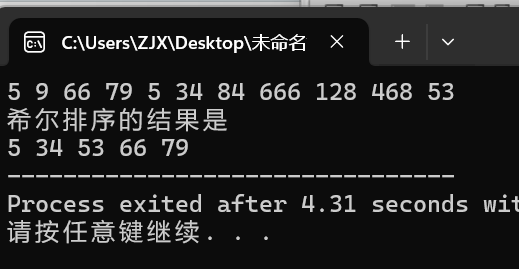 C:\Users\ZJX\Desktop\未命名
5 9 66 79 5 34 84 666 128 468 53
希尔排序的结果是
5 34 53 66 79
--------------------------------
Process exited after 4.31 seconds wit
请按任意键继续. . .